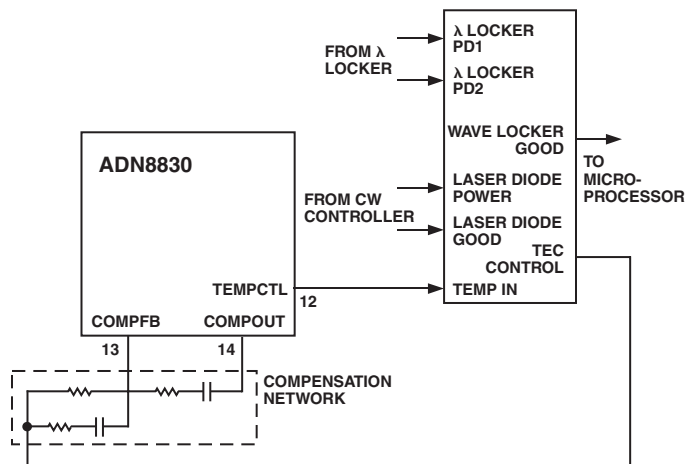 FROM λ
LOCKER
λ LOCKER
PD1
λ LOCKER
PD2
WAVE LOCKER
GOOD
TO
MICRO-
PROCESSOR
ADN8830
FROM CW
CONTROLLER
LASER DIODE
POWER
LASER DIODE
GOOD
TEC
CONTROL
TEMPCTL
12
TEMP IN
COMPFB
COMPOUT
13
14
COMPENSATION
NETWORK